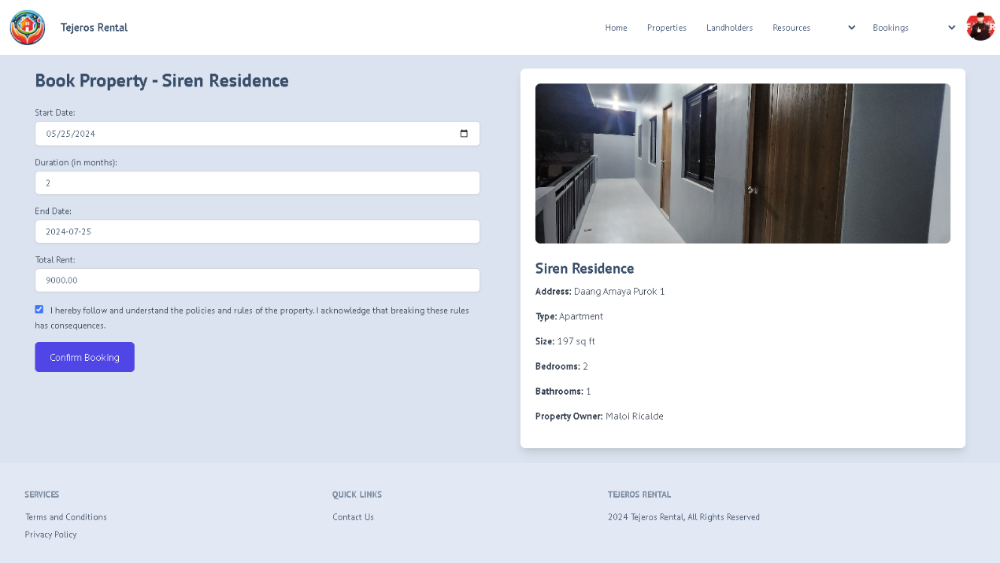 Tejeros Rental
Home Properties Landholders Resources Bookings
Book Property - Siren Residence
Start Date:
05/25/2024
Duration (in months):
2
End Date:
2024-07-25
Total Rent:
9000.00
I hereby follow and understand the policies and rules of the property. I acknowledge that breaking these rules
has consequences.
Confirm Booking
Siren Residence
Address: Daang Amaya Purok 1
Type: Apartment
Size: 197 sq ft
Bedrooms: 2
Bathrooms: 1
Property Owner: Maloi Ricalde
SERVICES
Terms and Conditions
Privacy Policy
QUICK LINKS
Contact Us
TEJEROS RENTAL
2024 Tejeros Rental, All Rights Reserved